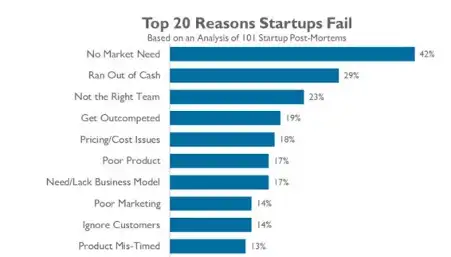 Top 20 Reasons Startups Fail
Based on an Analysis of 101 Startup Post-Mortems
No Market Need 42%
Ran Out of Cash 29%
Not the Right Team 23%
Get Outcompeted 19%
Pricing/Cost Issues 18%
Poor Product 17%
Need/Lack Business Model 17%
Poor Marketing 14%
Ignore Customers 14%
Product Mis-Timed 13%